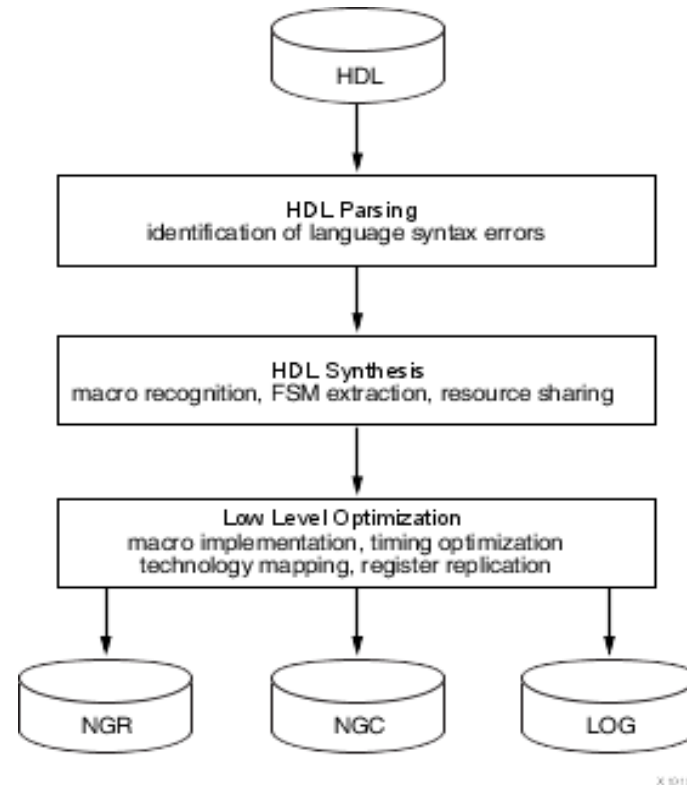 HDL
HDL Parsing
identification of language syntax errors
HDL Synthesis
macro recognition, FSM extraction, resource sharing
Low Level Optimization
macro implementation, timing optimization
technology mapping, register replication
NGR
NGC
LOG